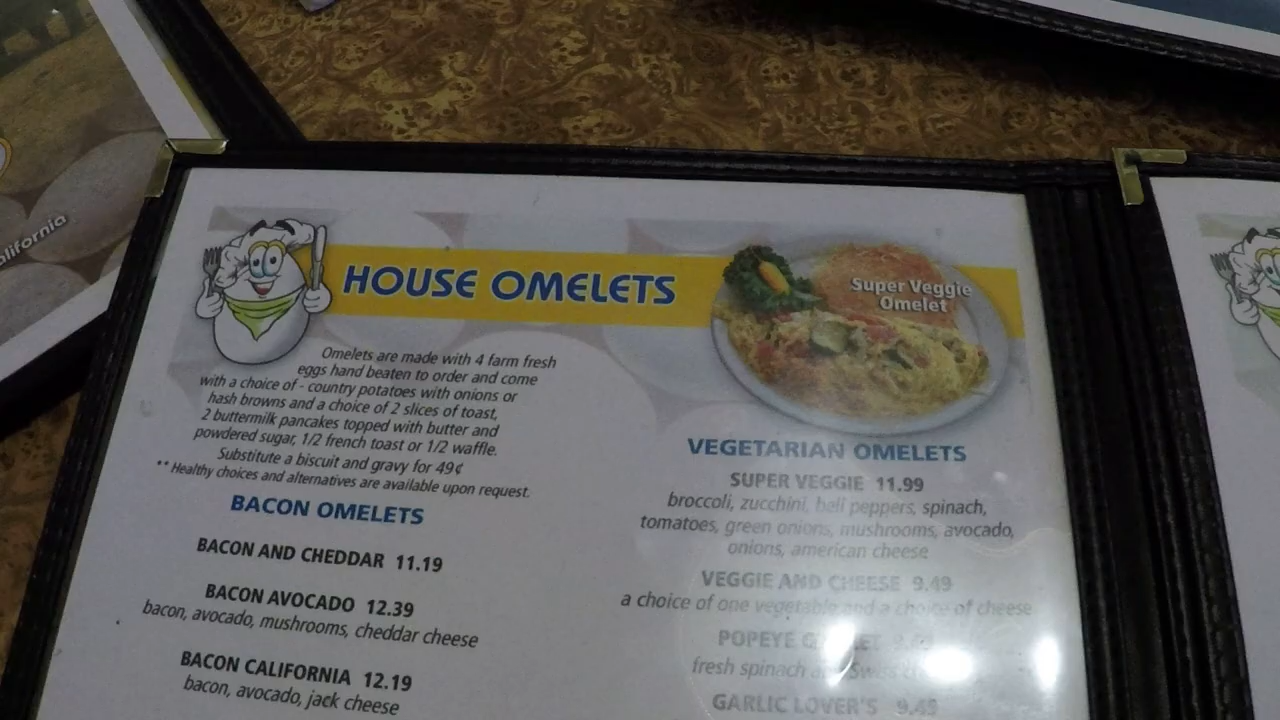 alifornia
HOUSE OMELETS
Super Veggie
Omelet
Omelets are made with 4 farm fresh
eggs hand beaten to order and come
with a choice of - country potatoes with onions or
hash browns and a choice of 2 slices of toast,
2 buttermilk pancakes topped with butter and
powdered sugar, 1/2 french toast or 1/2 waffle.
Substitute a biscuit and gravy for 49¢
** Healthy choices and alternatives are available upon request.
BACON OMELETS
BACON AND CHEDDAR 11.19
BACON AVOCADO 12.39
bacon, avocado, mushrooms, cheddar cheese
BACON CALIFORNIA 12.19
bacon, avocado, jack cheese
VEGETARIAN OMELETS
SUPER VEGGIE 11.99
broccoli, zucchini, bell peppers, spinach,
tomatoes, green onions, mushrooms, avocado,
onions, american cheese
VEGGIE AND CHEESE 9.49
a choice of one vegetable and a choice of cheese
POPEYE
fresh spinach
GARLIC LOVER'S 9.49